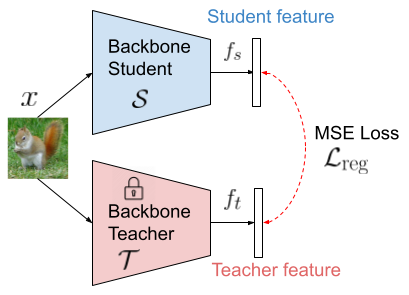 Student feature
Backbone
Student
𝒮
f_s
x
MSE Loss
ℒ_reg
Backbone
Teacher
𝒯
f_t
Teacher feature